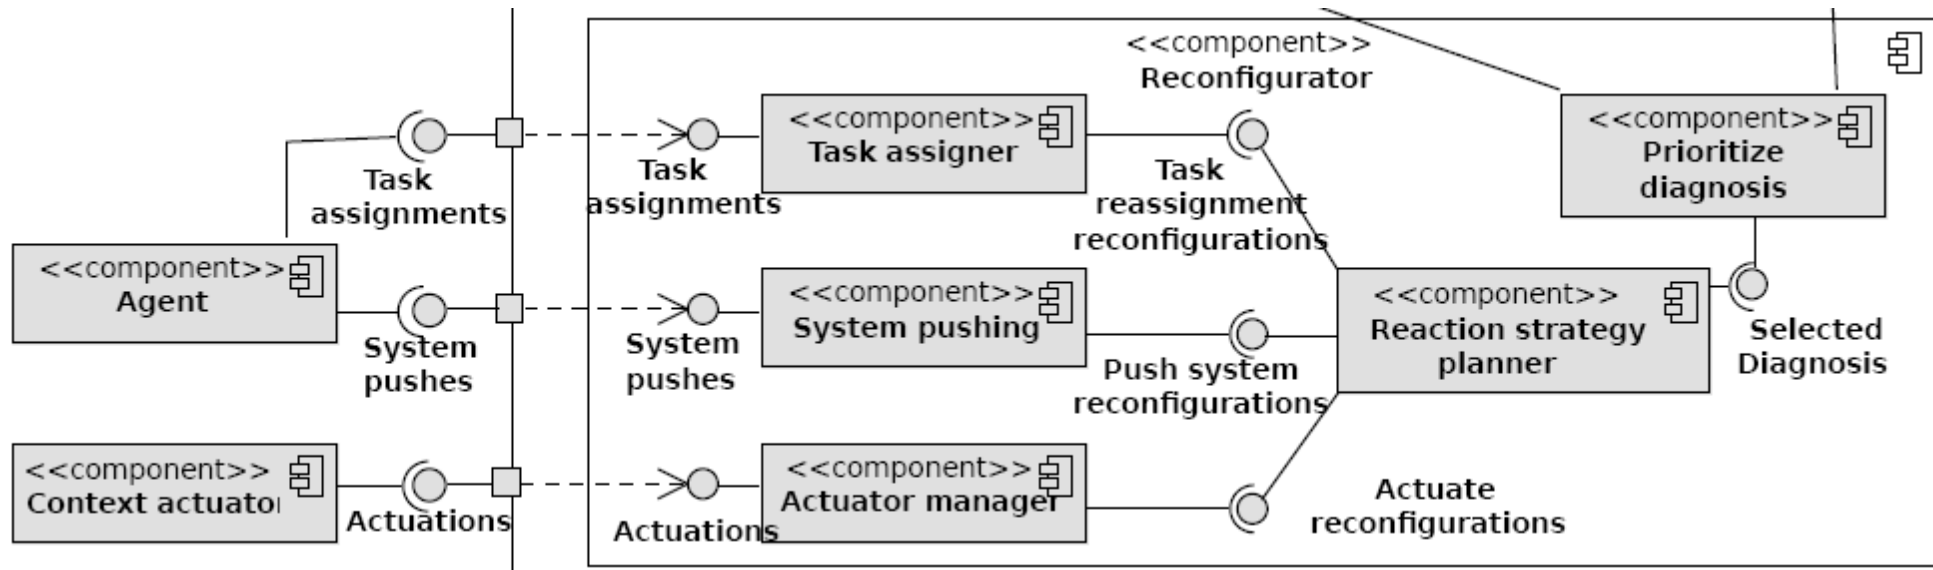 <<component>>
Reconfigurator
<<component>>
Task assigner
<<component>>
Prioritize
diagnosis
Task
assignments
Task
assignments
Task
reassignment
reconfigurations
<<component>>
Agent
<<component>>
System pushing
<<component>>
Reaction strategy
planner
System
pushes
System
pushes
Push system
reconfigurations
Selected
Diagnosis
<<component>>
Context actuator
Actuations
Actuations
<<component>>
Actuator manager
Actuate
reconfigurations